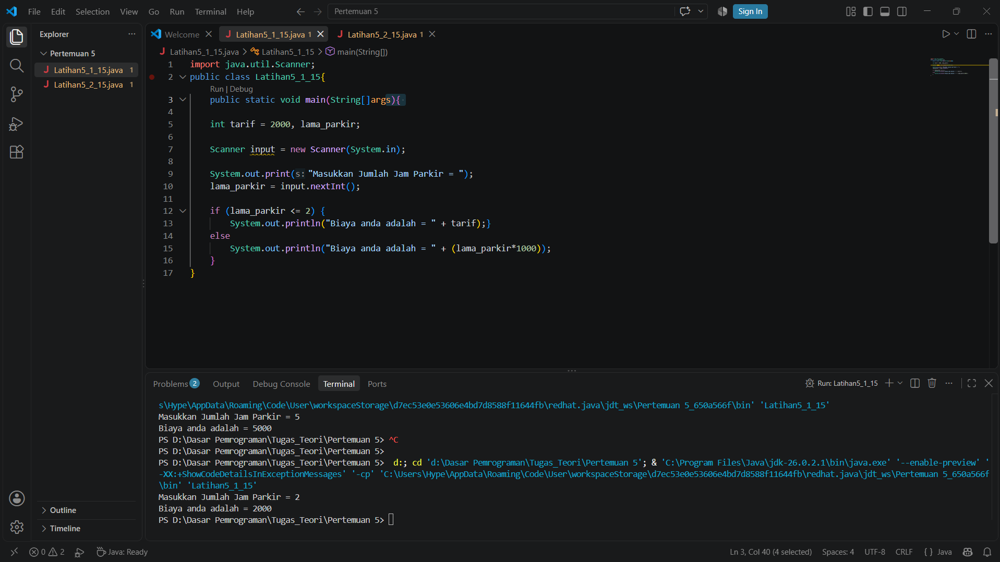 File Edit Selection View Go Run Terminal Help
Pertemuan 5
Sign In
Explorer
Pertemuan 5
Latihan5_1_15.java 1
Latihan5_2_15.java 1
Outline
Timeline
Welcome Latihan5_1_15.java 1 Latihan5_2_15.java 1
Latihan5_1_15.java > Latihan5_1_15 > main(String[])
1 import java.util.Scanner;
2 public class Latihan5_1_15{
Run | Debug
3 public static void main(String[]args){
4
5 int tarif = 2000, lama_parkir;
6
7 Scanner input = new Scanner(System.in);
8
9 System.out.print(s: "Masukkan Jumlah Jam Parkir = ");
10 lama_parkir = input.nextInt();
11
12 if (lama_parkir <= 2) {
13 System.out.println("Biaya anda adalah = " + tarif);}
14 else
15 System.out.println("Biaya anda adalah = " + (lama_parkir*1000));
16 }
17 }
Problems 2 Output Debug Console Terminal Ports
Run: Latihan5_1_15
s\Hype\AppData\Roaming\Code\User\workspaceStorage\d7ec53e0e53606e4bd7d8588f11644fb\redhat.java\jdt_ws\Pertemuan 5_650a566f\bin' 'Latihan5_1_15'
Masukkan Jumlah Jam Parkir = 5
Biaya anda adalah = 5000
PS D:\Dasar Pemrograman\Tugas_Teori\Pertemuan 5> ^C
PS D:\Dasar Pemrograman\Tugas_Teori\Pertemuan 5>
PS D:\Dasar Pemrograman\Tugas_Teori\Pertemuan 5> d:; cd 'd:\Dasar Pemrograman\Tugas_Teori\Pertemuan 5'; & 'C:\Program Files\Java\jdk-26.0.2.1\bin\java.exe' '--enable-preview' '
-XX:+ShowCodeDetailsInExceptionMessages' '-cp' 'C:\Users\Hype\AppData\Roaming\Code\User\workspaceStorage\d7ec53e0e53606e4bd7d8588f11644fb\redhat.java\jdt_ws\Pertemuan 5_650a566f
\bin' 'Latihan5_1_15'
Masukkan Jumlah Jam Parkir = 2
Biaya anda adalah = 2000
PS D:\Dasar Pemrograman\Tugas_Teori\Pertemuan 5>
0 2 Java: Ready
Ln 3, Col 40 (4 selected) Spaces: 4 UTF-8 CRLF { } Java